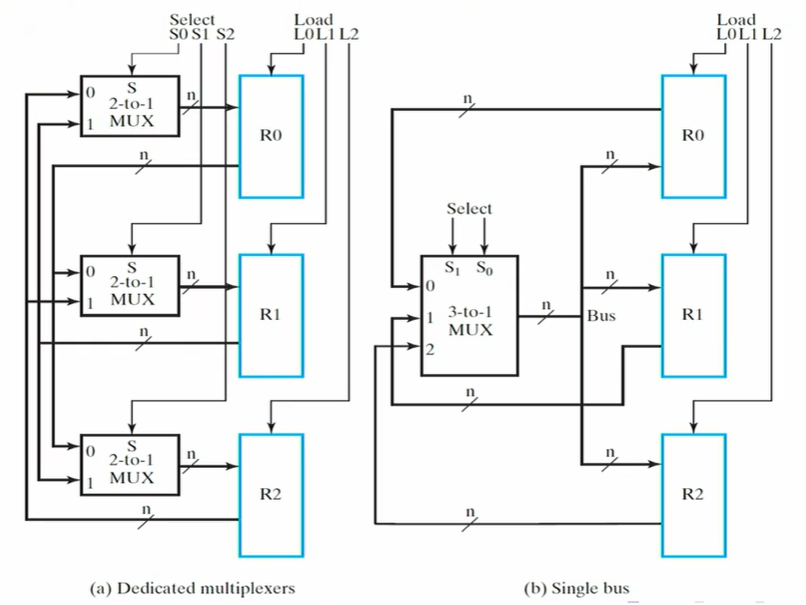 Select
S0 S1 S2
Load
L0 L1 L2
0
S
2-to-1
1 MUX
n
R0
n
0
S
2-to-1
1 MUX
n
R1
n
0
S
2-to-1
1 MUX
n
R2
n
(a) Dedicated multiplexers
Load
L0 L1 L2
n
R0
n
Select
S1 S0
0
1 3-to-1
MUX
2
n
Bus
n
R1
n
n
R2
n
(b) Single bus